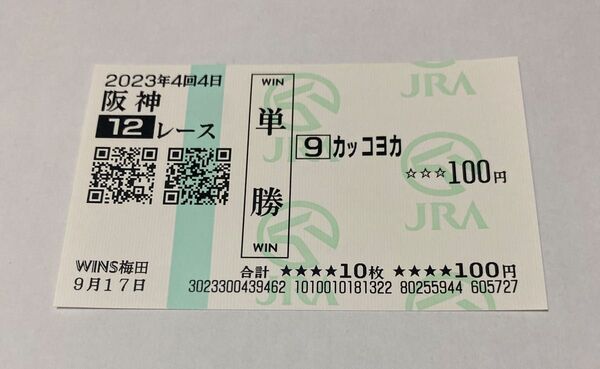 2023年4回4日
阪神
12レース
WINS梅田
9月17日
WIN
単勝
WIN
9 カッコヨカ
☆☆☆100円
合計 ★★★★10枚 ★★★★100円
3023300439462 1010010181322 80255944 605727
JRA
JRA
JRA
JRA